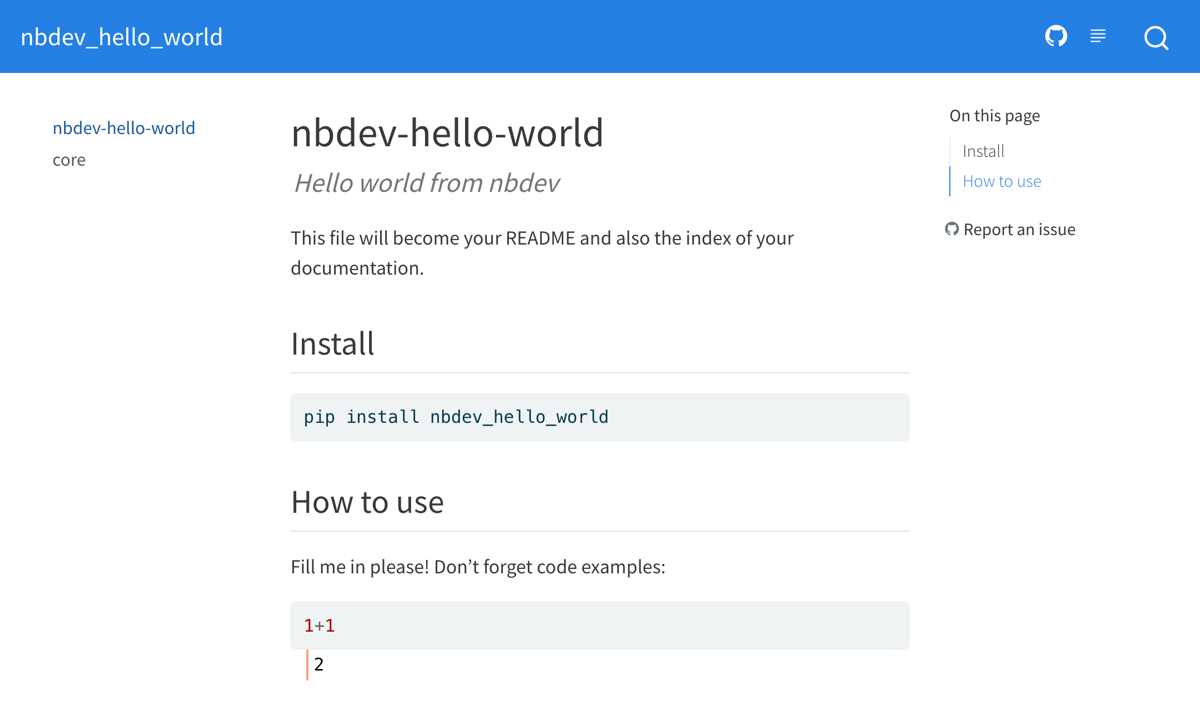 nbdev_hello_world
nbdev-hello-world
core
nbdev-hello-world
Hello world from nbdev
This file will become your README and also the index of your
documentation.
Install
pip install nbdev_hello_world
How to use
Fill me in please! Don’t forget code examples:
1+1
2
On this page
Install
How to use
Report an issue